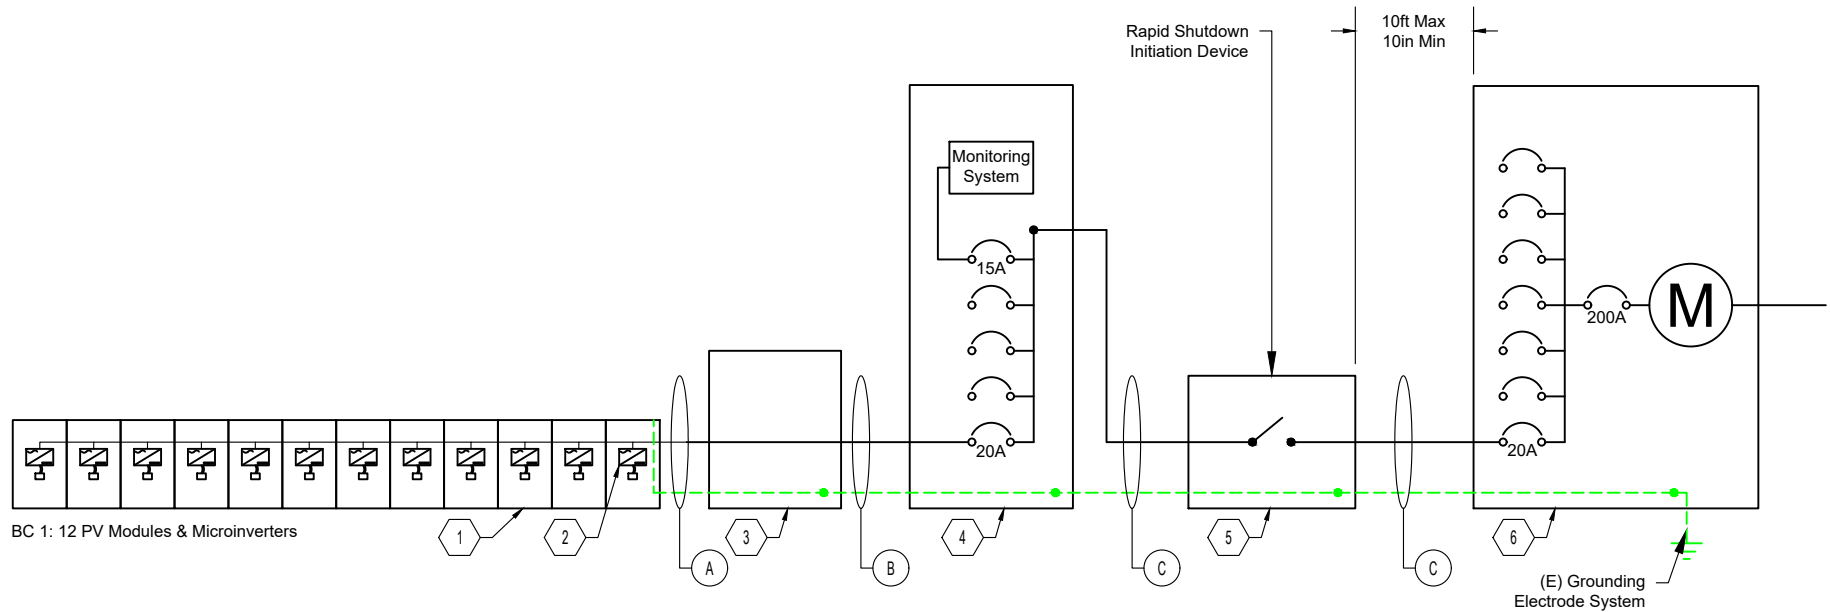 Rapid Shutdown
Initiation Device
10ft Max
10in Min
Monitoring
System
15A
20A
200A
M
20A
BC 1: 12 PV Modules & Microinverters
1
2
3
4
5
6
A
B
C
C
(E) Grounding
Electrode System